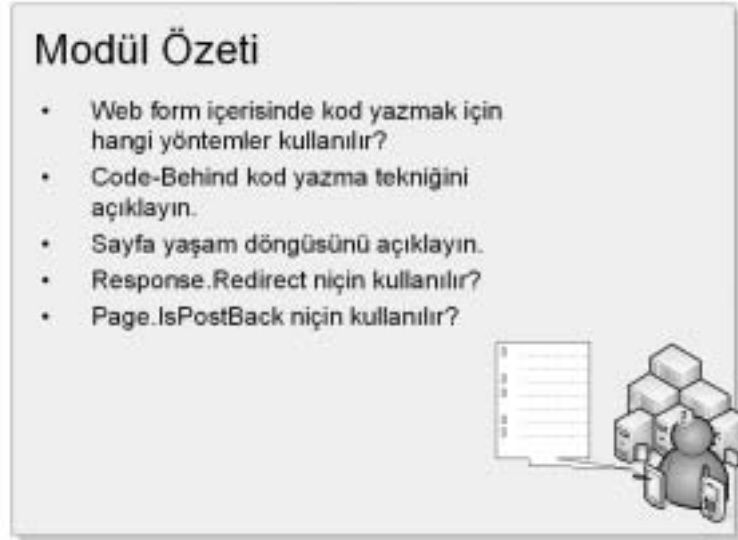 Modül Özeti
• Web form içerisinde kod yazmak için
hangi yöntemler kullanılır?
• Code-Behind kod yazma tekniğini
açıklayın.
• Sayfa yaşam döngüsünü açıklayın.
• Response.Redirect niçin kullanılır?
• Page.IsPostBack niçin kullanılır?